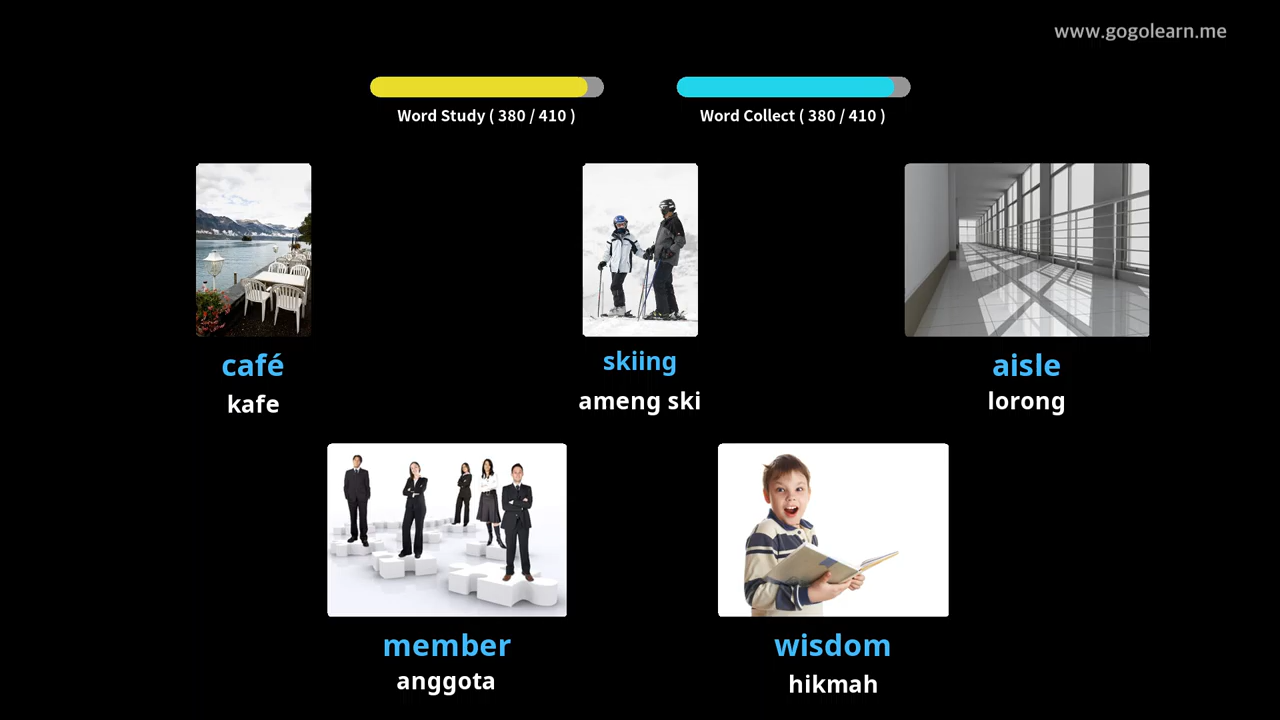 www.gogolearn.me
Word Study ( 380 / 410 )
Word Collect ( 380 / 410 )
café
kafe
skiing
ameng ski
aisle
lorong
member
anggota
wisdom
hikmah